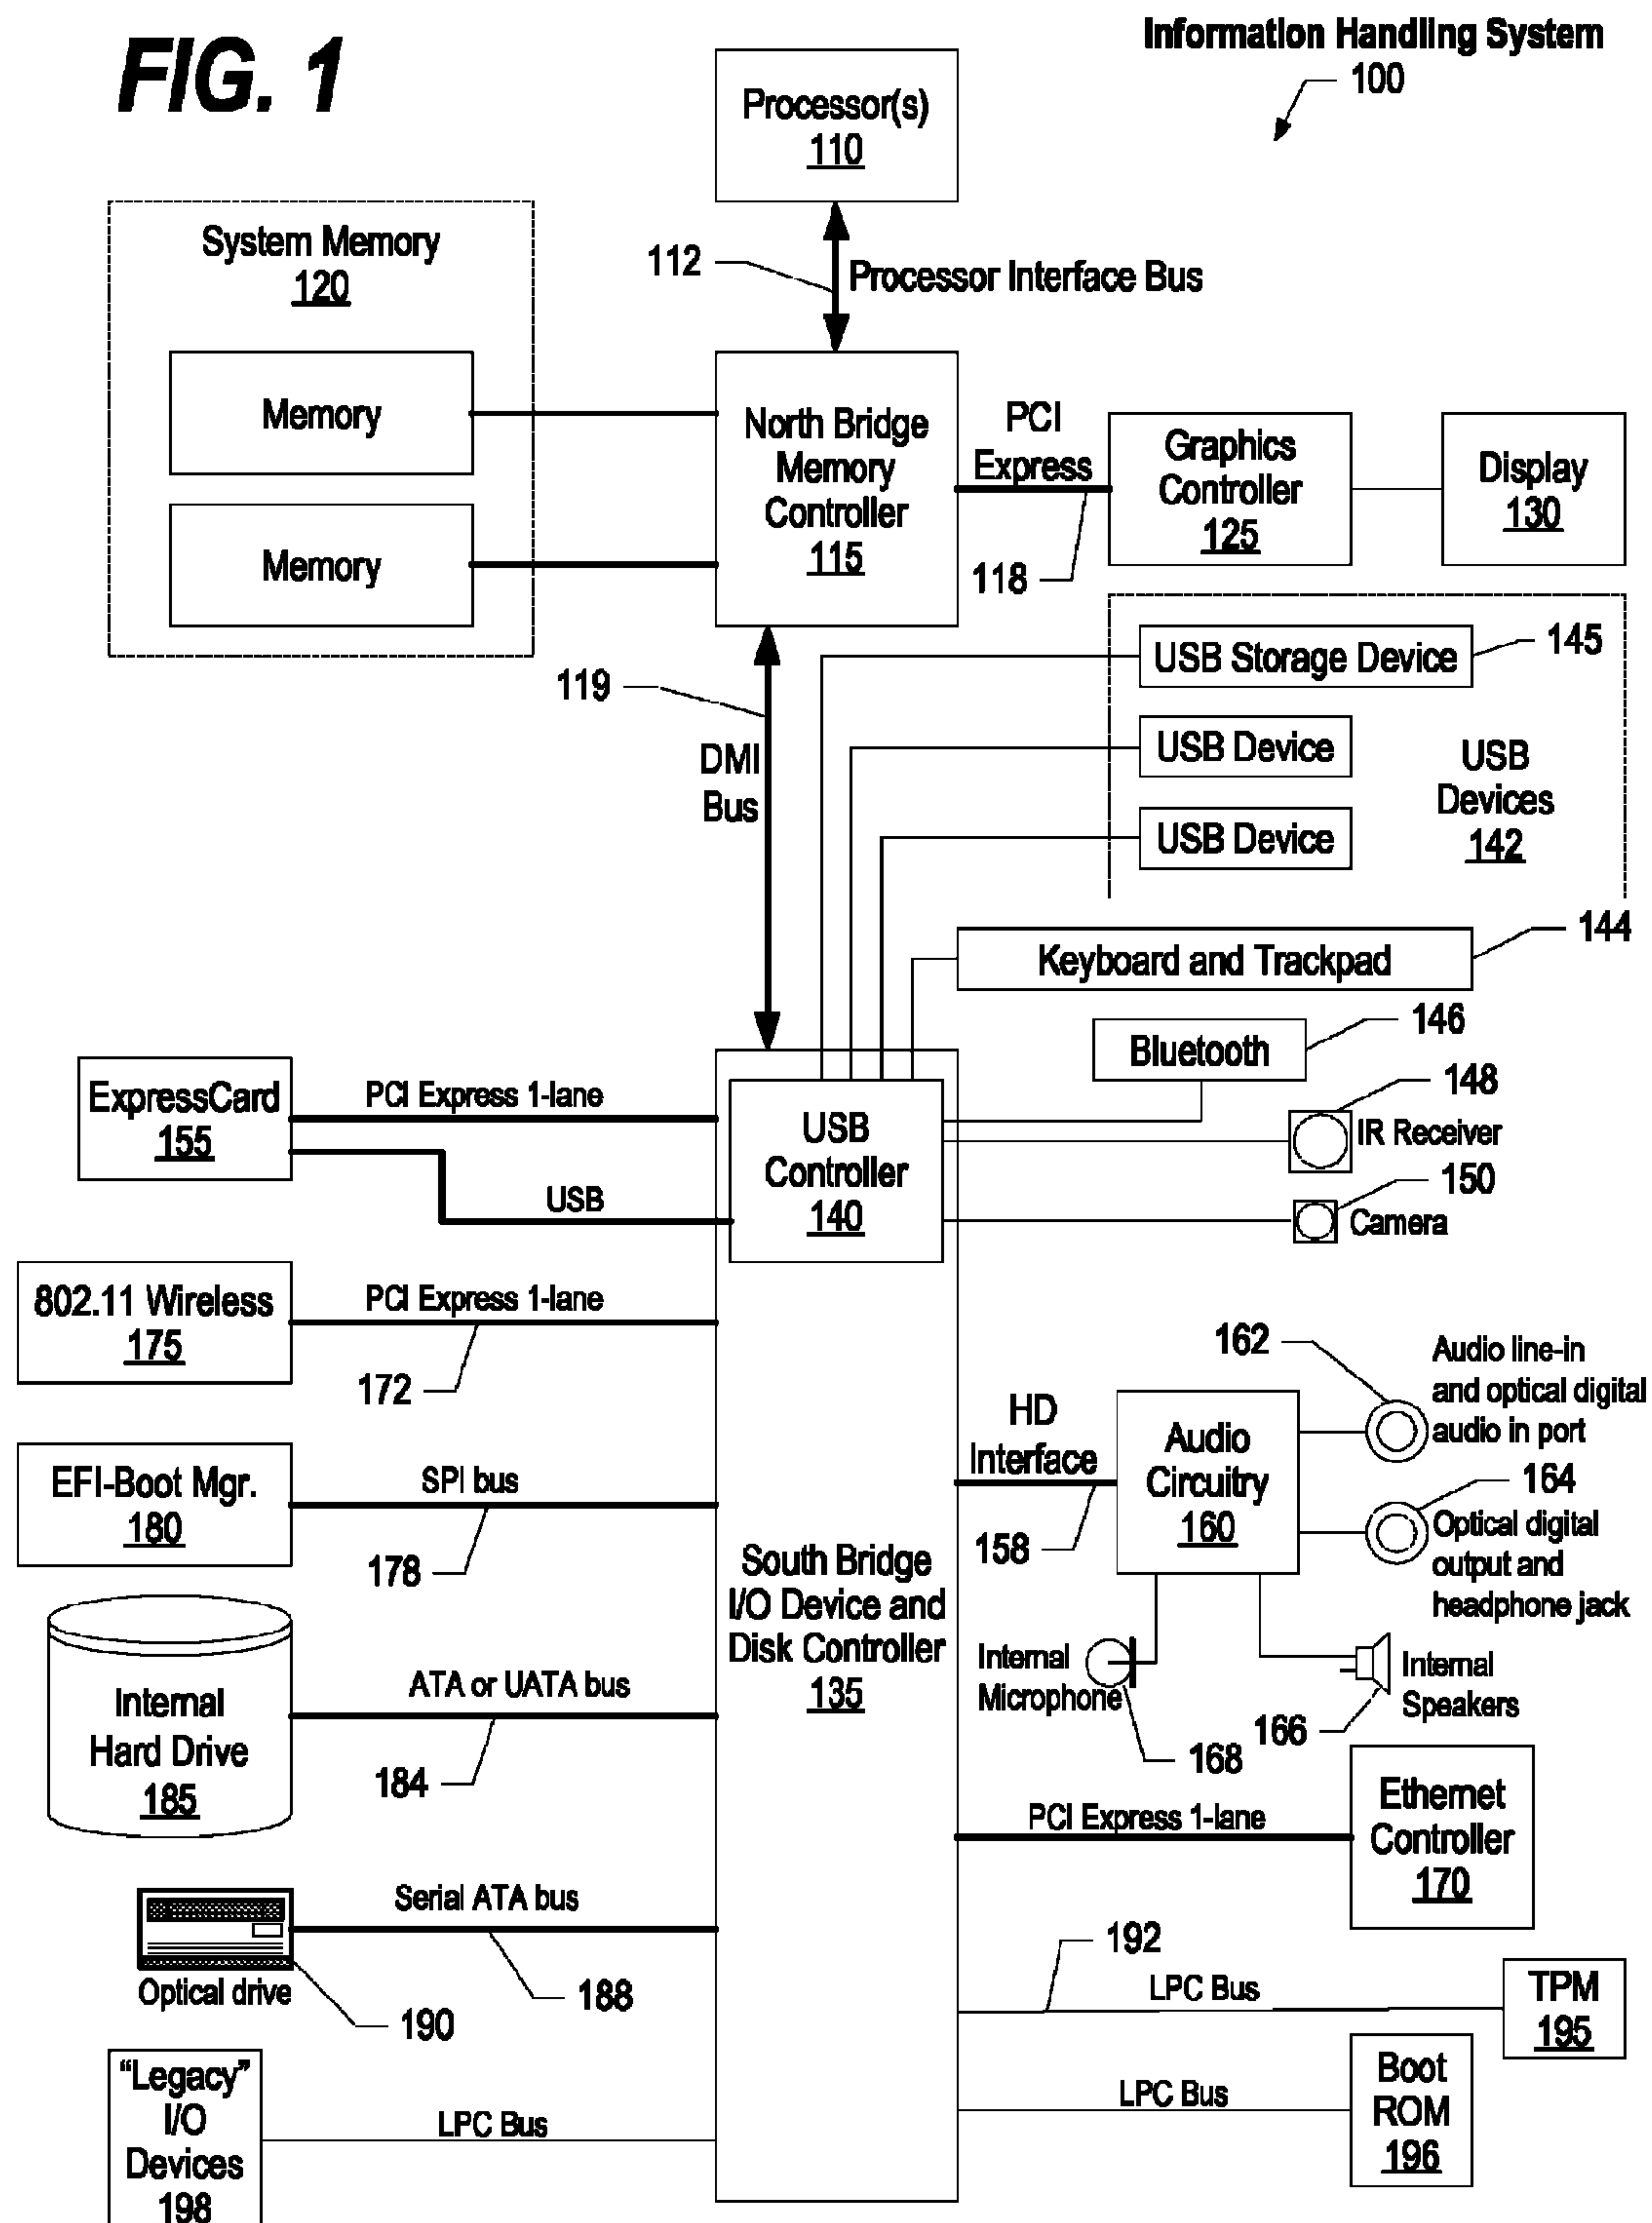 FIG. 1
Information Handling System
100
Processor(s)
110
System Memory
120
112
Processor Interface Bus
Memory
Memory
North Bridge
Memory
Controller
115
PCI
Express
118
Graphics
Controller
125
Display
130
119
DMI
Bus
USB Storage Device
145
USB Device
USB Device
USB
Devices
142
Keyboard and Trackpad
144
Bluetooth
146
148
IR Receiver
150
Camera
ExpressCard
155
PCI Express 1-lane
USB
USB
Controller
140
802.11 Wireless
175
PCI Express 1-lane
172
EFI-Boot Mgr.
180
SPI bus
178
South Bridge
I/O Device and
Disk Controller
135
HD
Interface
158
Audio
Circuitry
160
162
Audio line-in
and optical digital
audio in port
164
Optical digital
output and
headphone jack
Internal
Microphone
168
Internal
Speakers
166
Internal
Hard Drive
185
ATA or UATA bus
184
PCI Express 1-lane
Ethernet
Controller
170
Optical drive
190
Serial ATA bus
188
192
LPC Bus
TPM
195
LPC Bus
Boot
ROM
196
“Legacy”
I/O
Devices
198
LPC Bus